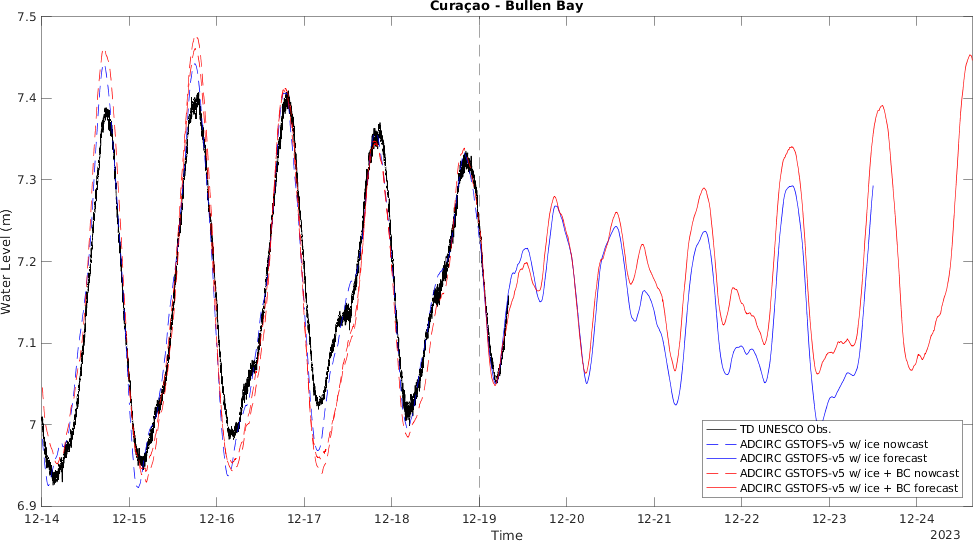 Curaçao - Bullen Bay
Water Level (m)
7.5
7.4
7.3
7.2
7.1
7
6.9
12-14 12-15 12-16 12-17 12-18 12-19 12-20 12-21 12-22 12-23 12-24
Time
2023
TD UNESCO Obs.
ADCIRC GSTOFS-v5 w/ ice nowcast
ADCIRC GSTOFS-v5 w/ ice forecast
ADCIRC GSTOFS-v5 w/ ice + BC nowcast
ADCIRC GSTOFS-v5 w/ ice + BC forecast